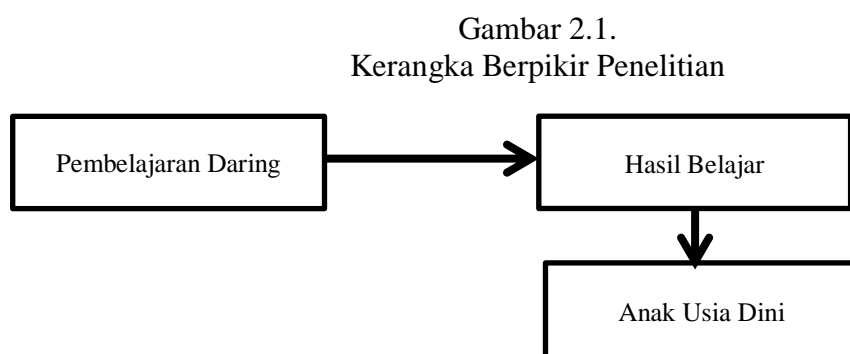 Gambar 2.1.
Kerangka Berpikir Penelitian
Pembelajaran Daring
Hasil Belajar
Anak Usia Dini